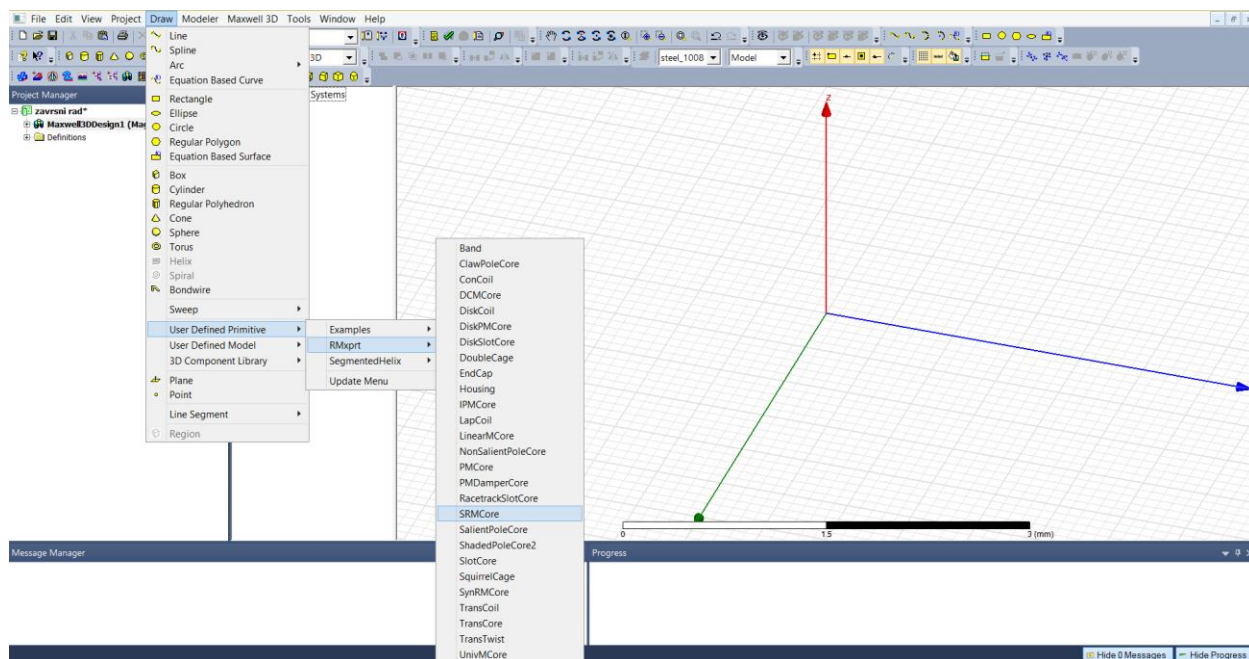 File Edit View Project Draw Modeler Maxwell 3D Tools Window Help
3D
steel_1008
Model
Project Manager
zavrsni rad*
Maxwell3DDesign1 (Ma
Definitions
Systems
Line
Spline
Arc
Equation Based Curve
Rectangle
Ellipse
Circle
Regular Polygon
Equation Based Surface
Box
Cylinder
Regular Polyhedron
Cone
Sphere
Torus
Helix
Spiral
Bondwire
Sweep
User Defined Primitive
User Defined Model
3D Component Library
Plane
Point
Line Segment
Region
Examples
RMxprt
SegmentedHelix
Update Menu
Band
ClawPoleCore
ConCoil
DCMCore
DiskCoil
DiskPMCore
DiskSlotCore
DoubleCage
EndCap
Housing
IPMCore
LapCoil
LinearMCore
NonSalientPoleCore
PMCore
PMDamperCore
RacetrackSlotCore
SRMCore
SalientPoleCore
ShadedPoleCore2
SlotCore
SquirrelCage
SynRMCore
TransCoil
TransCore
TransTwist
UnivMCore
z
0 1.5 3 (mm)
Message Manager
Progress
Hide 0 Messages Hide Progress